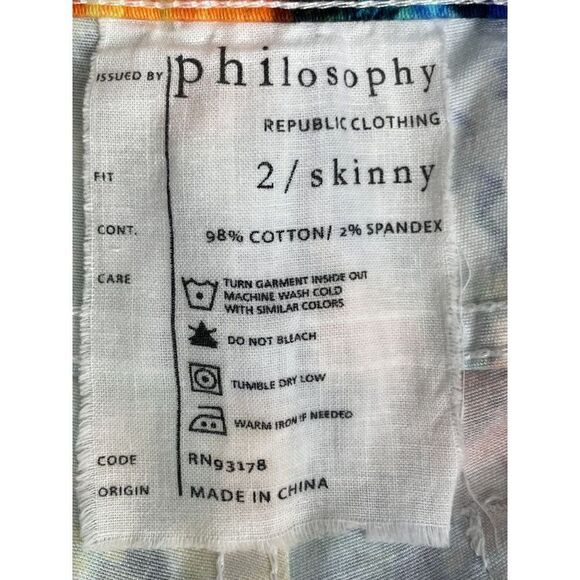 ISSUED BY philosophy
REPUBLIC CLOTHING
FIT 2/skinny
CONT. 98% COTTON/ 2% SPANDEX
CARE TURN GARMENT INSIDE OUT
MACHINE WASH COLD
WITH SIMILAR COLORS
DO NOT BLEACH
TUMBLE DRY LOW
WARM IRON IF NEEDED
CODE RN93178
ORIGIN MADE IN CHINA